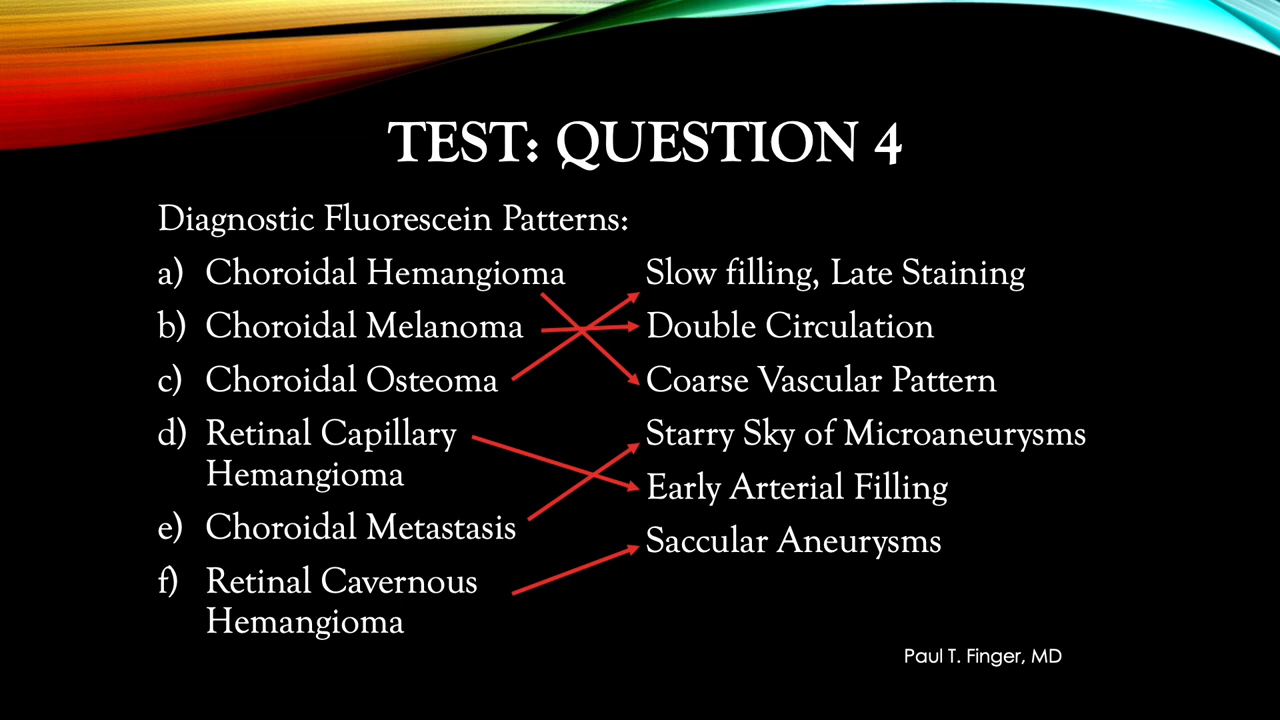 TEST: QUESTION 4
Diagnostic Fluorescein Patterns:
a) Choroidal Hemangioma
b) Choroidal Melanoma
c) Choroidal Osteoma
d) Retinal Capillary
Hemangioma
e) Choroidal Metastasis
f) Retinal Cavernous
Hemangioma
Slow filling, Late Staining
Double Circulation
Coarse Vascular Pattern
Starry Sky of Microaneurysms
Early Arterial Filling
Saccular Aneurysms
Paul T. Finger, MD